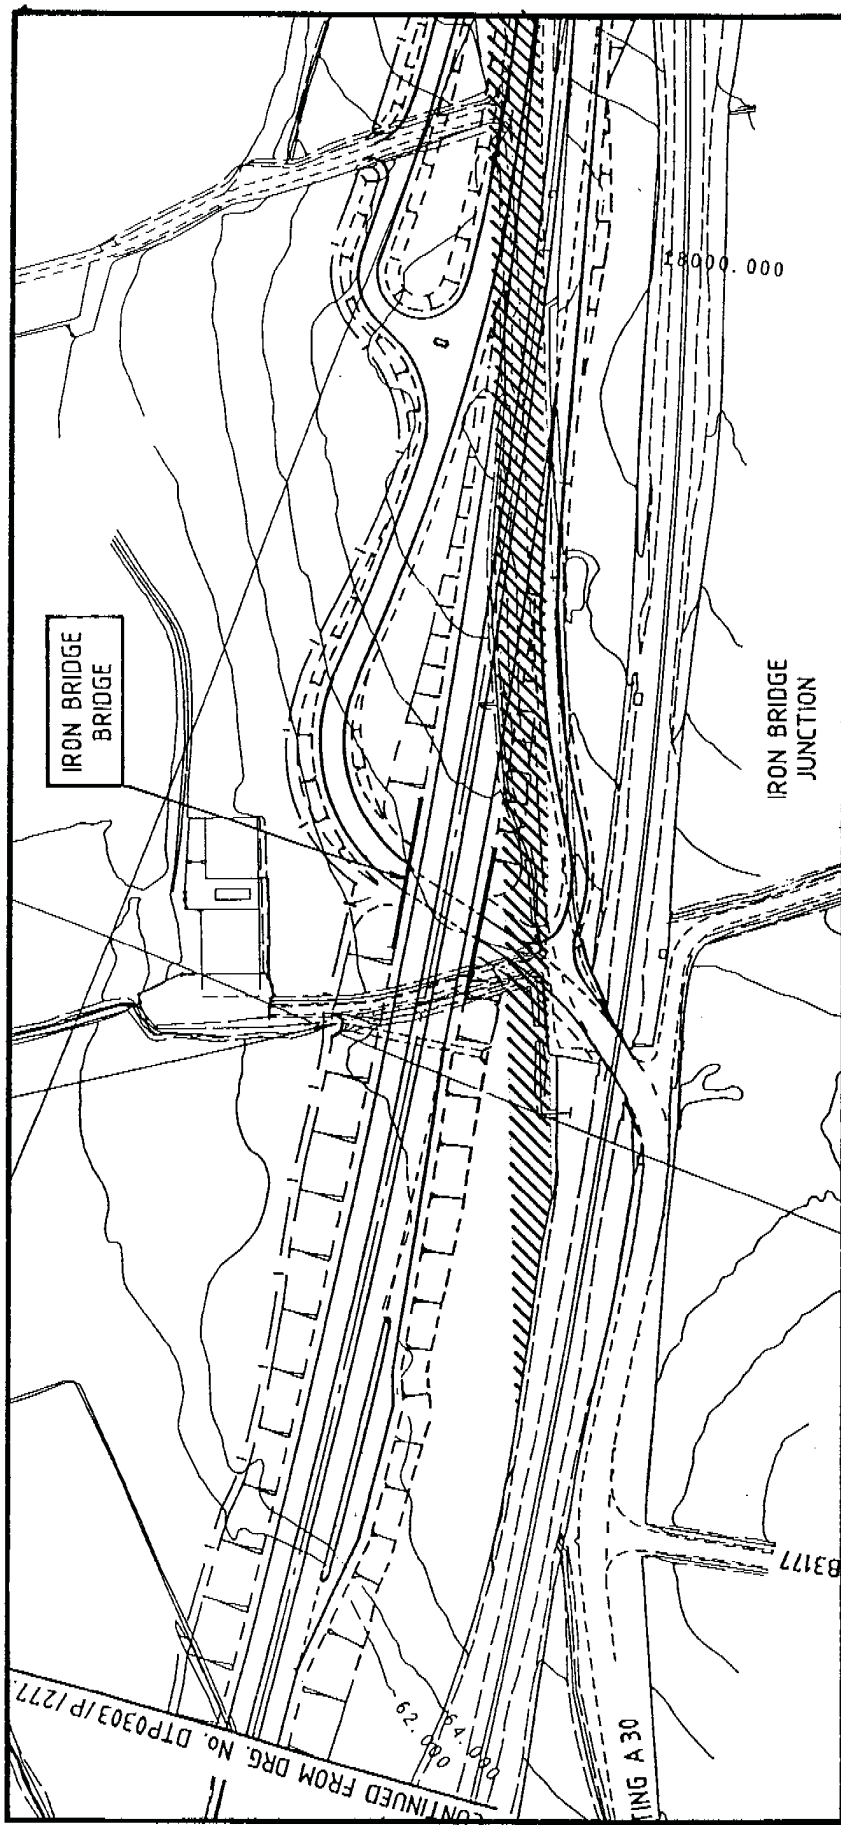 18000.000
IRON BRIDGE
BRIDGE
IRON BRIDGE
JUNCTION
B3177
CONTINUED FROM DRG. No. DTP0303/P/277.
62.000
64.000
TING A30